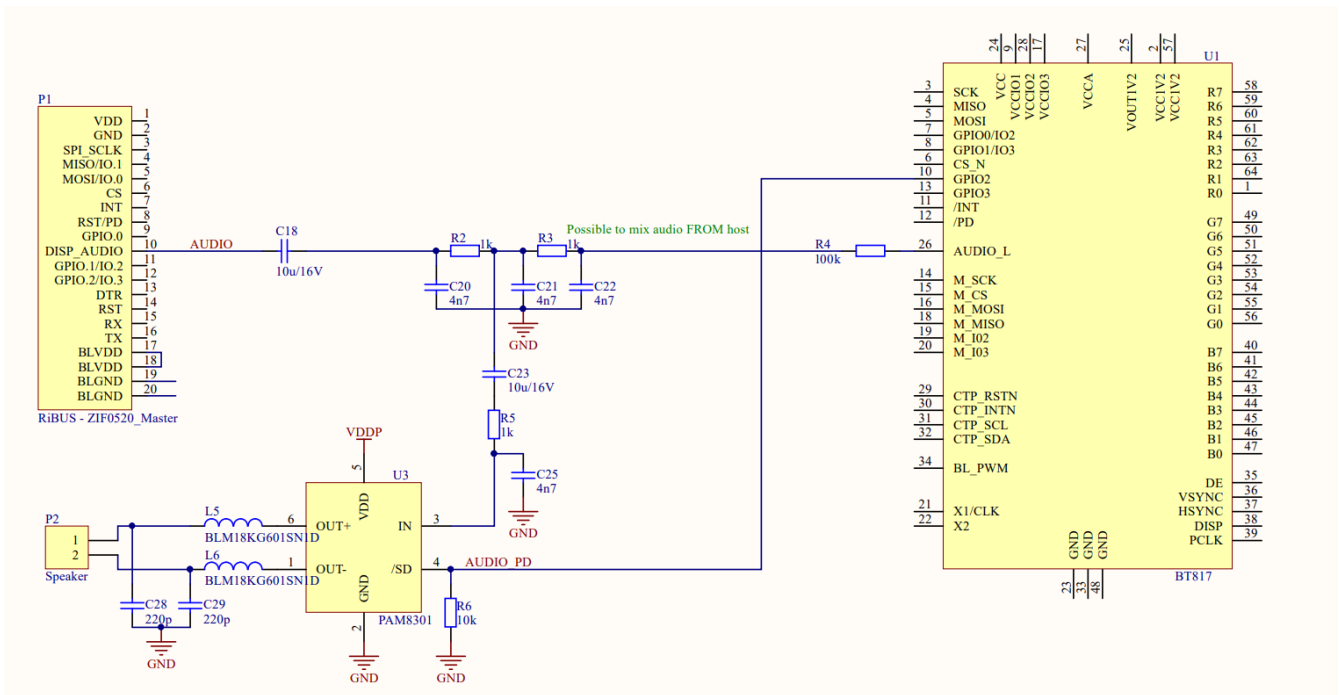 P1
VDD 1
GND 2
SPI_SCLK 3
MISO/IO.1 4
MOSI/IO.0 5
CS 6
INT 7
RST/PD 8
GPIO.0 9
DISP_AUDIO 10
GPIO.1/IO.2 11
GPIO.2/IO.3 12
DTR 13
RST 14
RX 15
TX 16
BLVDD 17
BLVDD 18
BLGND 19
BLGND 20
RiBUS - ZIF0520_Master
AUDIO
C18
10u/16V
R2 1k
R3 1k
Possible to mix audio FROM host
R4
100k
C20
4n7
C21
4n7
C22
4n7
GND
C23
10u/16V
R5
1k
C25
4n7
GND
VDDP
5
U3
VDD
OUT+ 6
OUT- 1
IN 3
/SD 4
GND
2
PAM8301
GND
AUDIO_PD
R6
10k
GND
P2
1
2
Speaker
L5
BLM18KG601SN1D
L6
BLM18KG601SN1D
C28
220p
C29
220p
GND
U1
24 VCC
9 VCCIO1
28 VCCIO2
17 VCCIO3
27 VCCA
25 VOUT1V2
2 VCC1V2
57 VCC1V2
3 SCK
4 MISO
5 MOSI
7 GPIO0/IO2
8 GPIO1/IO3
6 CS_N
10 GPIO2
13 GPIO3
11 /INT
12 /PD
26 AUDIO_L
14 M_SCK
15 M_CS
16 M_MOSI
18 M_MISO
19 M_I02
20 M_I03
29 CTP_RSTN
30 CTP_INTN
31 CTP_SCL
32 CTP_SDA
34 BL_PWM
21 X1/CLK
22 X2
R7 58
R6 59
R5 60
R4 61
R3 62
R2 63
R1 64
R0 1
G7 49
G6 50
G5 51
G4 52
G3 53
G2 54
G1 55
G0 56
B7 40
B6 41
B5 42
B4 43
B3 44
B2 45
B1 46
B0 47
DE 35
VSYNC 36
HSYNC 37
DISP 38
PCLK 39
GND 23
GND 33
GND 48
BT817